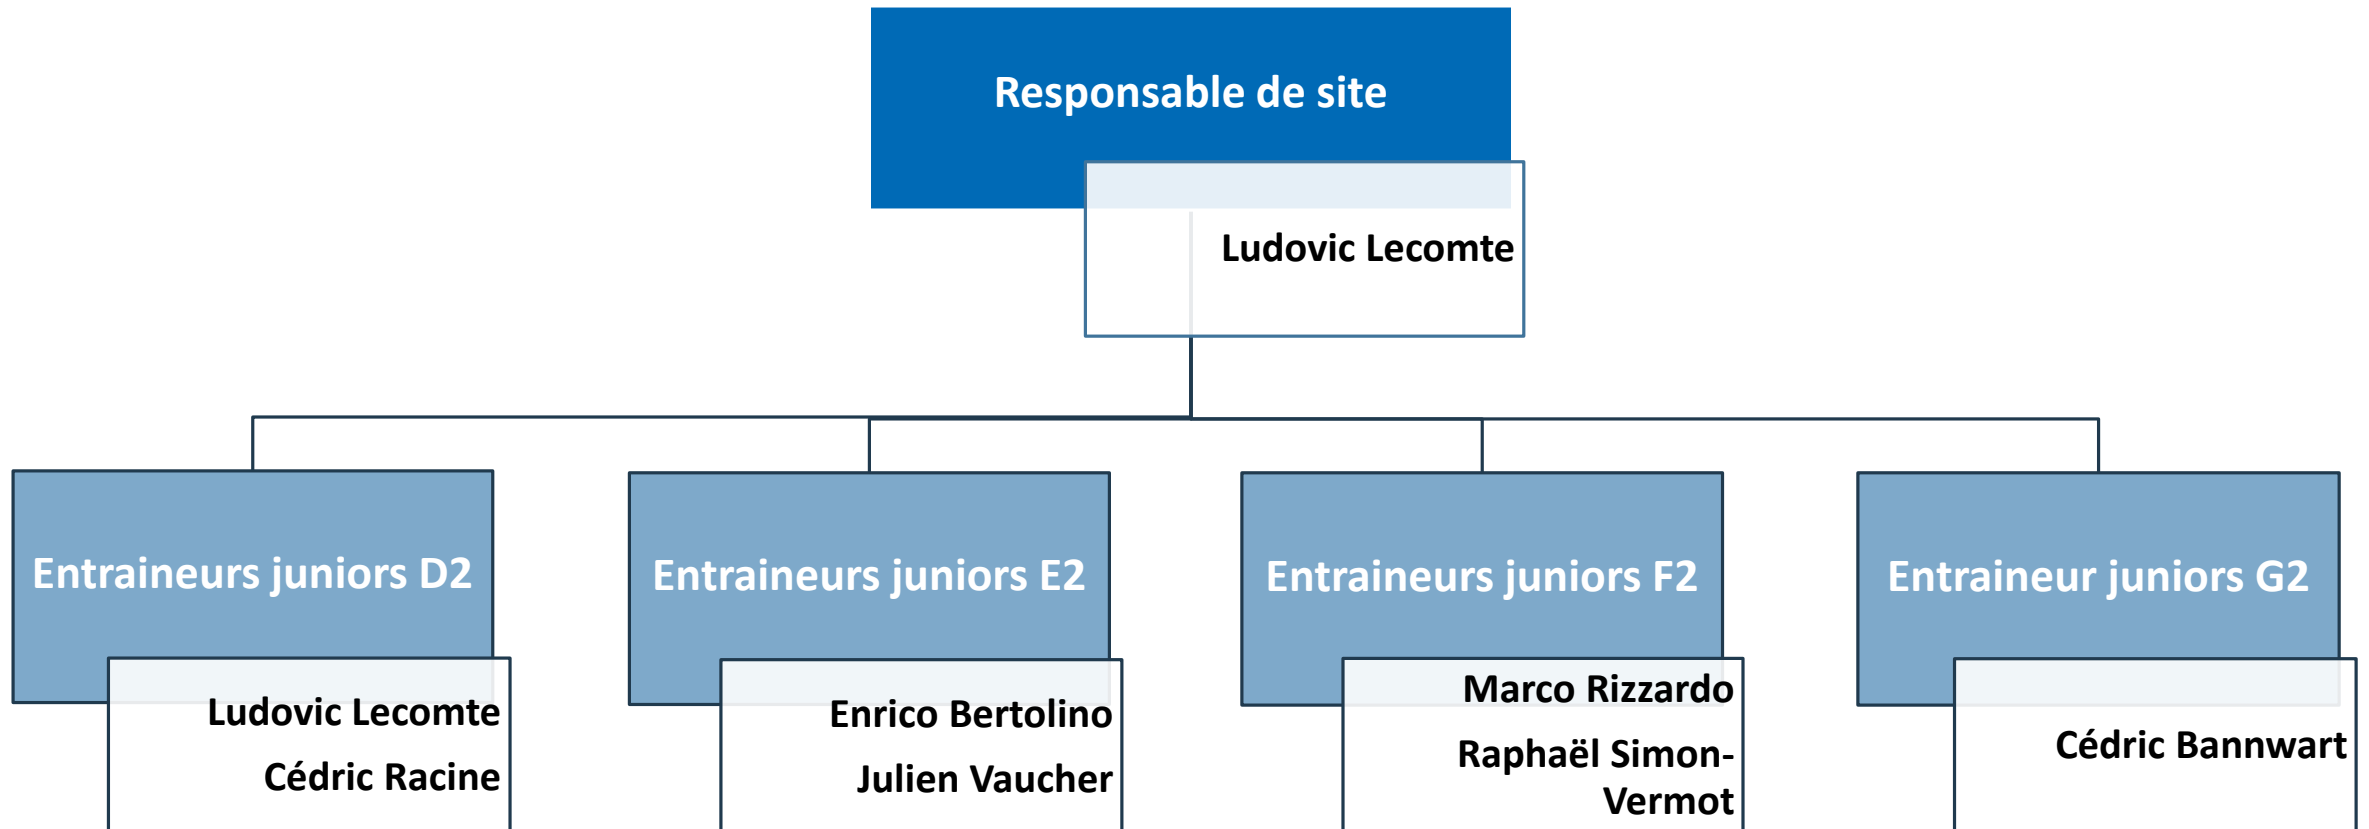 Responsable de site
Ludovic Lecomte
Entraineurs juniors D2
Ludovic Lecomte
Cédric Racine
Entraineurs juniors E2
Enrico Bertolino
Julien Vaucher
Entraineurs juniors F2
Marco Rizzardo
Raphaël Simon-
Vermot
Entraineur juniors G2
Cédric Bannwart